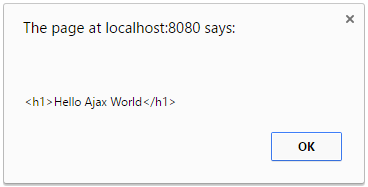 The page at localhost:8080 says:
<h1>Hello Ajax World</h1>
OK